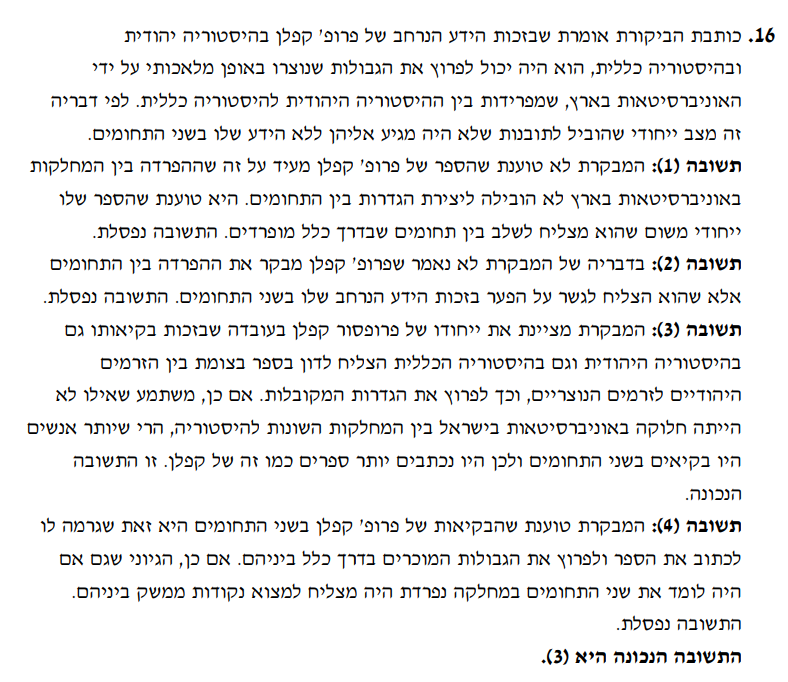 16. כותבת הביקורת אומרת שבזכות הידע הנרחב של פרופ' קפלן בהיסטוריה יהודית
ובהיסטוריה כללית, הוא היה יכול לפרוץ את הגבולות שנוצרו באופן מלאכותי על ידי
האוניברסיטאות בארץ, שמפרידות בין ההיסטוריה היהודית להיסטוריה כללית. לפי דבריה
זה מצב ייחודי שהוביל לתובנות שלא היה מגיע אליהן ללא הידע שלו בשני התחומים.
תשובה (1): המבקרת לא טוענת שהספר של פרופ' קפלן מעיד על זה שההפרדה בין המחלקות
באוניברסיטאות בארץ לא הובילה ליצירת הגדרות בין התחומים. היא טוענת שהספר שלו
ייחודי משום שהוא מצליח לשלב בין תחומים שבדרך כלל מופרדים. התשובה נפסלת.
תשובה (2): בדבריה של המבקרת לא נאמר שפרופ' קפלן מבקר את ההפרדה בין התחומים
אלא שהוא הצליח לגשר על הפער בזכות הידע הנרחב שלו בשני התחומים. התשובה נפסלת.
תשובה (3): המבקרת מציינת את ייחודו של פרופסור קפלן בעובדה שבזכות בקיאותו גם
בהיסטוריה היהודית וגם בהיסטוריה הכללית הצליח לדון בספר בצומת בין הזרמים
היהודיים לזרמים הנוצריים, וכך לפרוץ את הגדרות המקובלות. אם כן, משתמע שאילו לא
הייתה חלוקה באוניברסיטאות בישראל בין המחלקות השונות להיסטוריה, הרי שיותר אנשים
היו בקיאים בשני התחומים ולכן היו נכתבים יותר ספרים כמו זה של קפלן. זו התשובה
הנכונה.
תשובה (4): המבקרת טוענת שהבקיאות של פרופ' קפלן בשני התחומים היא זאת שגרמה לו
לכתוב את הספר ולפרוץ את הגבולות המוכרים בדרך כלל ביניהם. אם כן, הגיוני שגם אם
היה לומד את שני התחומים במחלקה נפרדת היה מצליח למצוא נקודות ממשק ביניהם.
התשובה נפסלת.
התשובה הנכונה היא (3).